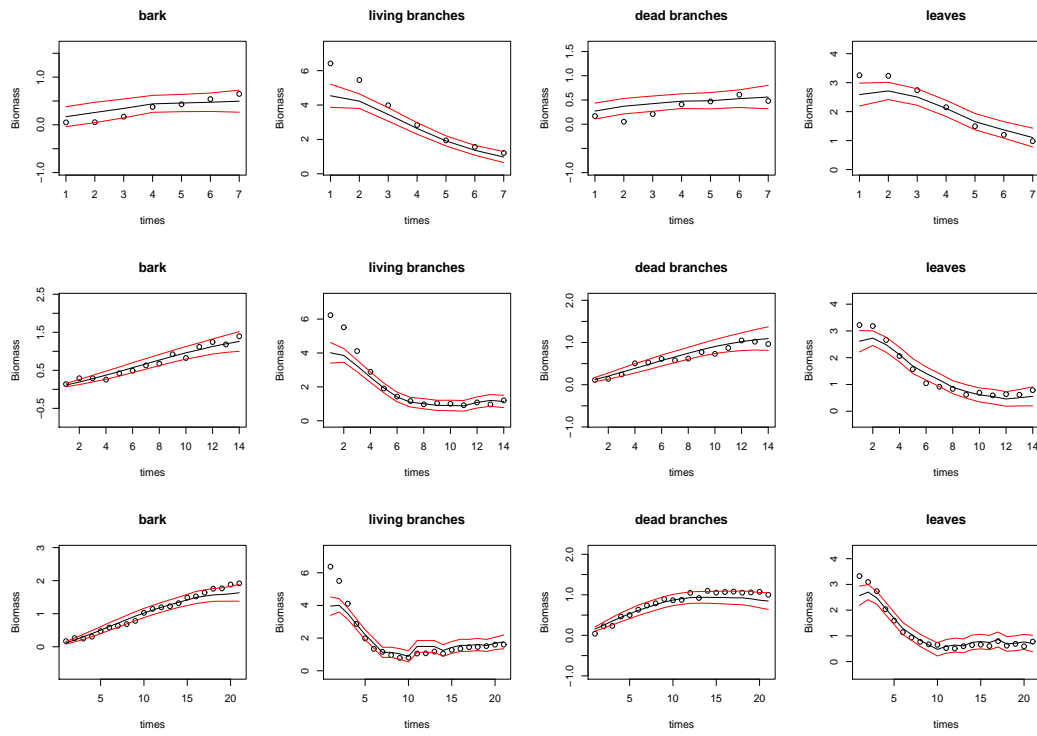 bark
living branches
dead branches
leaves
Biomass
−1.0 0.0 1.0
1 2 3 4 5 6 7
times
Biomass
0 2 4 6
1 2 3 4 5 6 7
times
Biomass
−1.0 0.0 0.5 1.0 1.5
1 2 3 4 5 6 7
times
Biomass
0 1 2 3 4
1 2 3 4 5 6 7
times
bark
living branches
dead branches
leaves
Biomass
−0.5 0.5 1.5 2.5
2 4 6 8 10 12 14
times
Biomass
0 2 4 6
2 4 6 8 10 12 14
times
Biomass
−1.0 0.0 1.0 2.0
2 4 6 8 10 12 14
times
Biomass
0 1 2 3 4
2 4 6 8 10 12 14
times
bark
living branches
dead branches
leaves
Biomass
0 1 2 3
5 10 15 20
times
Biomass
0 2 4 6
5 10 15 20
times
Biomass
−1.0 0.0 1.0 2.0
5 10 15 20
times
Biomass
0 1 2 3 4
5 10 15 20
times